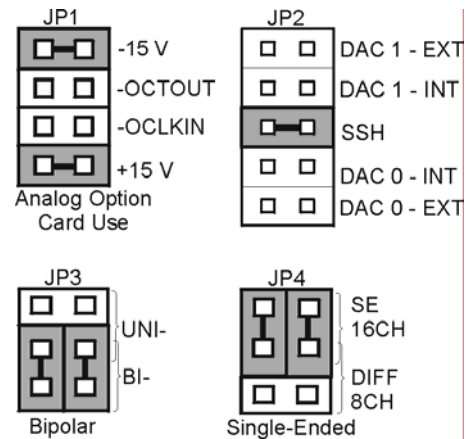 JP1
-15 V
-OCTOUT
-OCLKIN
+15 V
Analog Option
Card Use
JP2
DAC 1 - EXT
DAC 1 - INT
SSH
DAC 0 - INT
DAC 0 - EXT
JP3
UNI-
BI-
Bipolar
JP4
SE
16CH
DIFF
8CH
Single-Ended